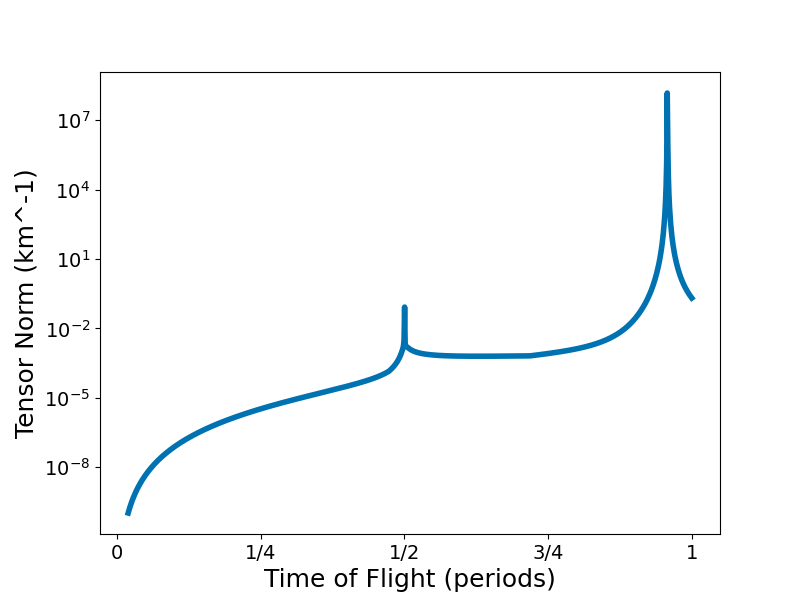 Tensor Norm (km^-1)
10^7
10^4
10^1
10^−2
10^−5
10^−8
0 1/4 1/2 3/4 1
Time of Flight (periods)